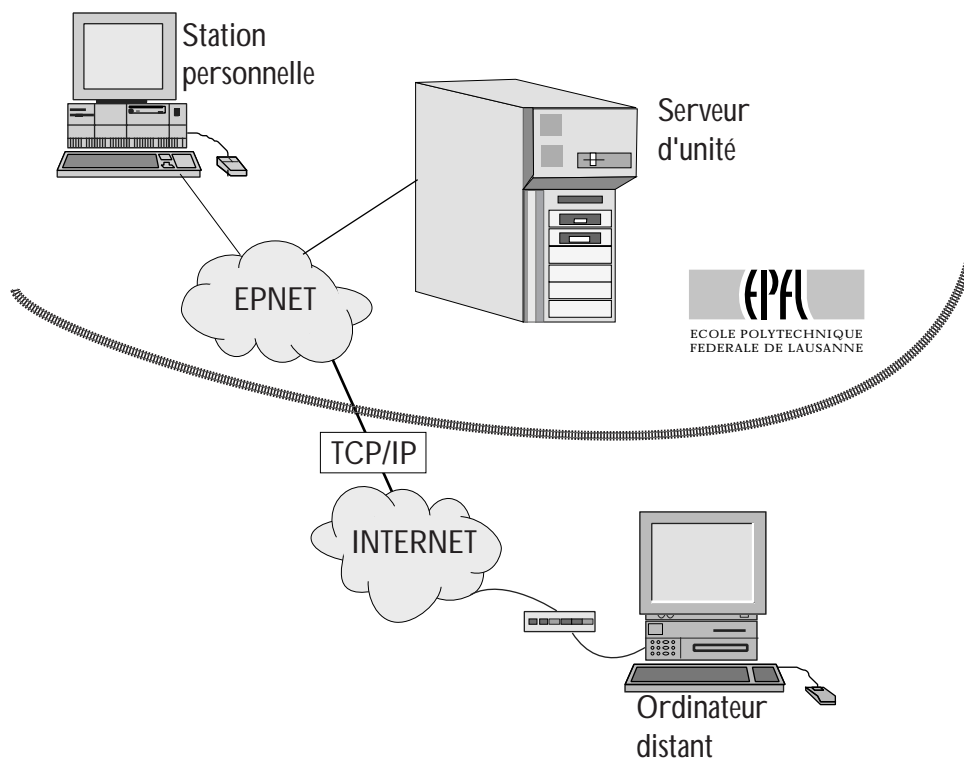 Station
personnelle
Serveur
d'unité
EPNET
EPFL
ECOLE POLYTECHNIQUE
FEDERALE DE LAUSANNE
TCP/IP
INTERNET
Ordinateur
distant